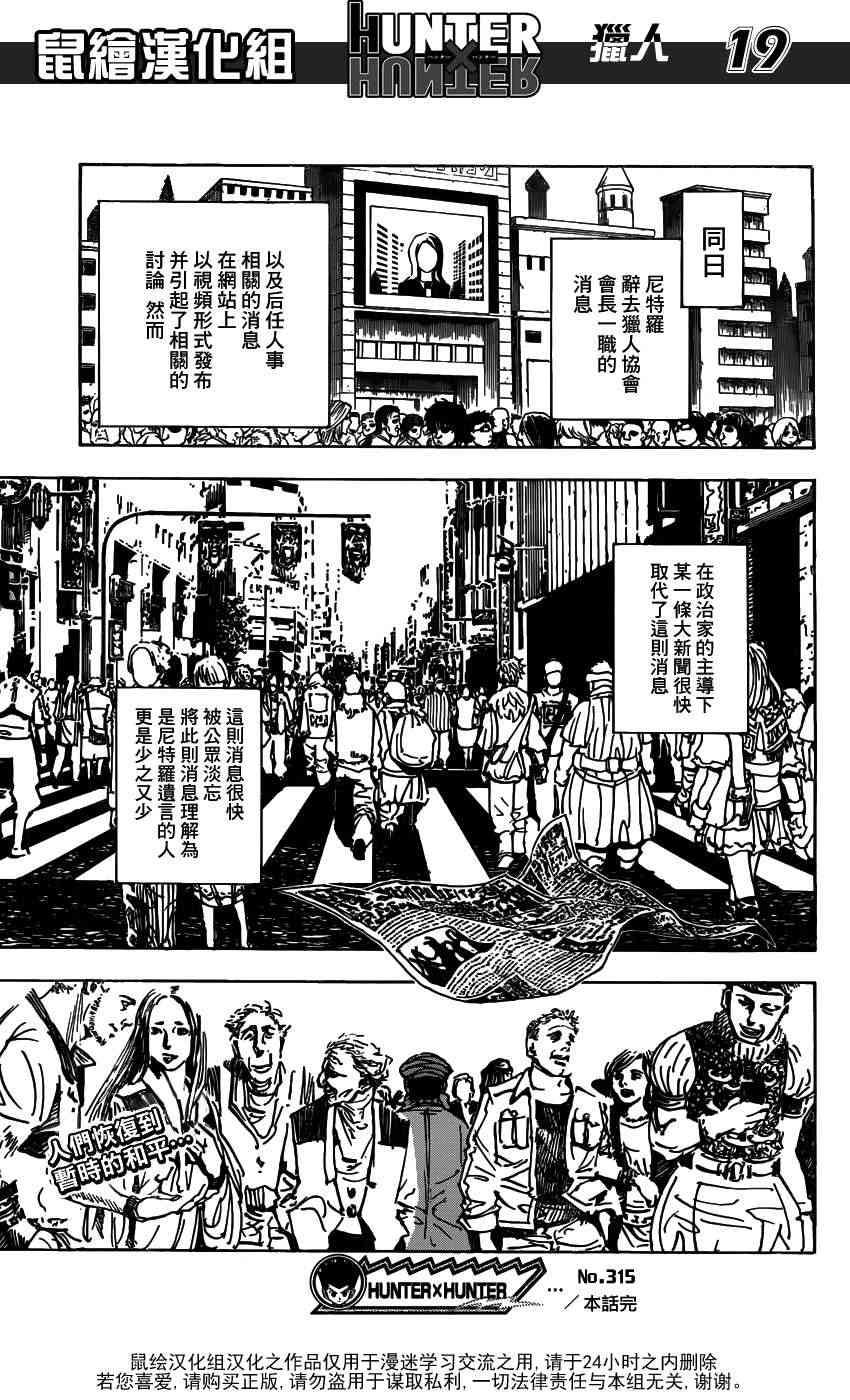 鼠繪漢化組
HUNTER×HUNTER
獵人
19
同日
尼特羅
辭去獵人協會
會長一職的
消息
以及后任人事
相關的消息
在網站上
以視頻形式發布
并引起了相關的
討論 然而
在政治家的主導下
某一條大新聞很快
取代了這則消息
這則消息很快
被公眾淡忘
將此則消息理解為
是尼特羅遺言的人
更是少之又少
人們恢復到
暫時的和平…
HUNTER×HUNTER
… No.315
／本話完
鼠绘汉化组汉化之作品仅用于漫迷学习交流之用,请于24小时之内删除
若您喜爱,请购买正版,请勿滥用于谋取私利,一切法律责任与本组无关,谢谢。